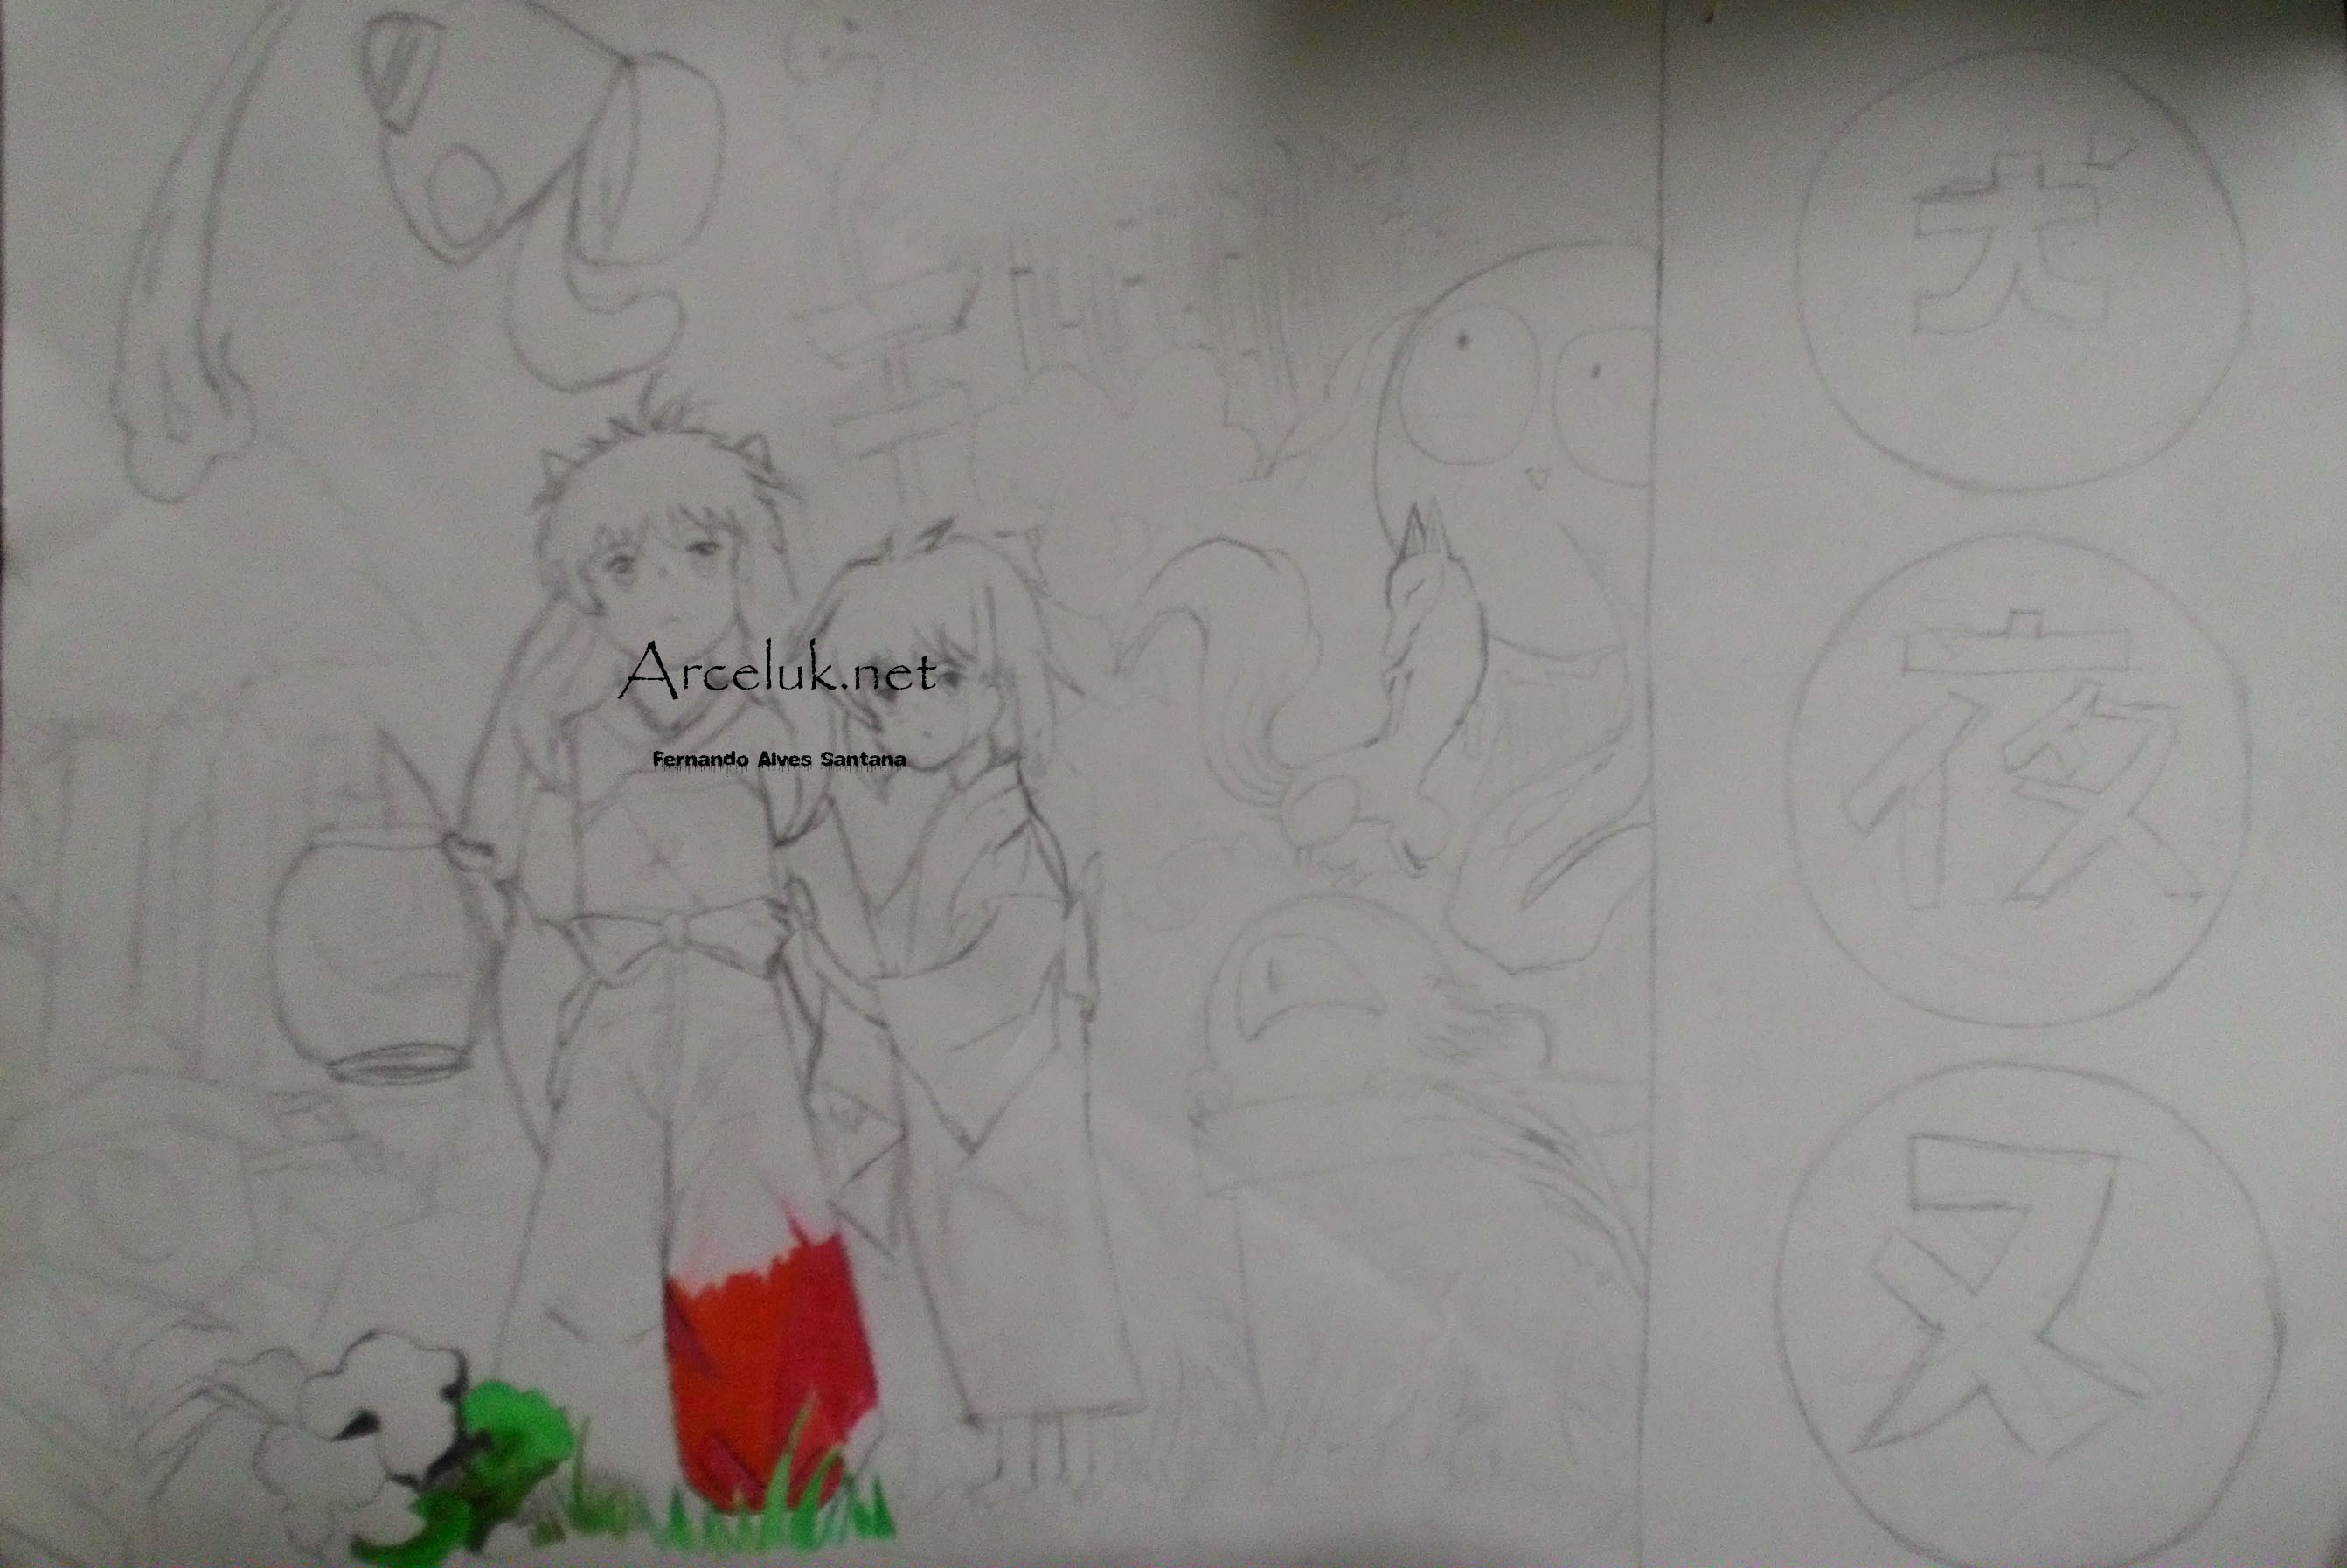 Arceluk.net
Fernando Alves Santana
犬
夜
叉